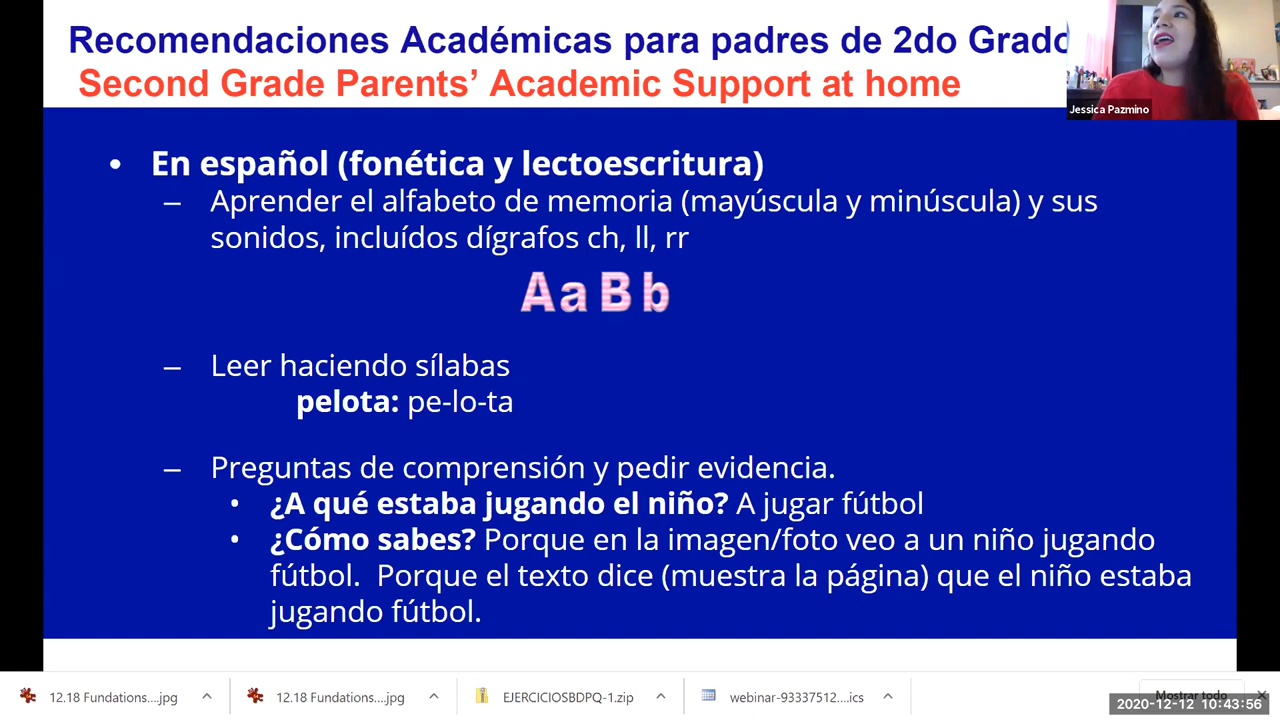 Recomendaciones Académicas para padres de 2do Grado
Second Grade Parents’ Academic Support at home
Jessica Pazmino
• En español (fonética y lectoescritura)
– Aprender el alfabeto de memoria (mayúscula y minúscula) y sus
sonidos, incluídos dígrafos ch, ll, rr
A a B b
– Leer haciendo sílabas
pelota: pe-lo-ta
– Preguntas de comprensión y pedir evidencia.
• ¿A qué estaba jugando el niño? A jugar fútbol
• ¿Cómo sabes? Porque en la imagen/foto veo a un niño jugando
fútbol. Porque el texto dice (muestra la página) que el niño estaba
jugando fútbol.
12.18 Fundations....jpg
12.18 Fundations....jpg
EJERCICIOSBDPQ-1.zip
webinar-93337512....ics
Mostrar todo
2020-12-12 10:43:56